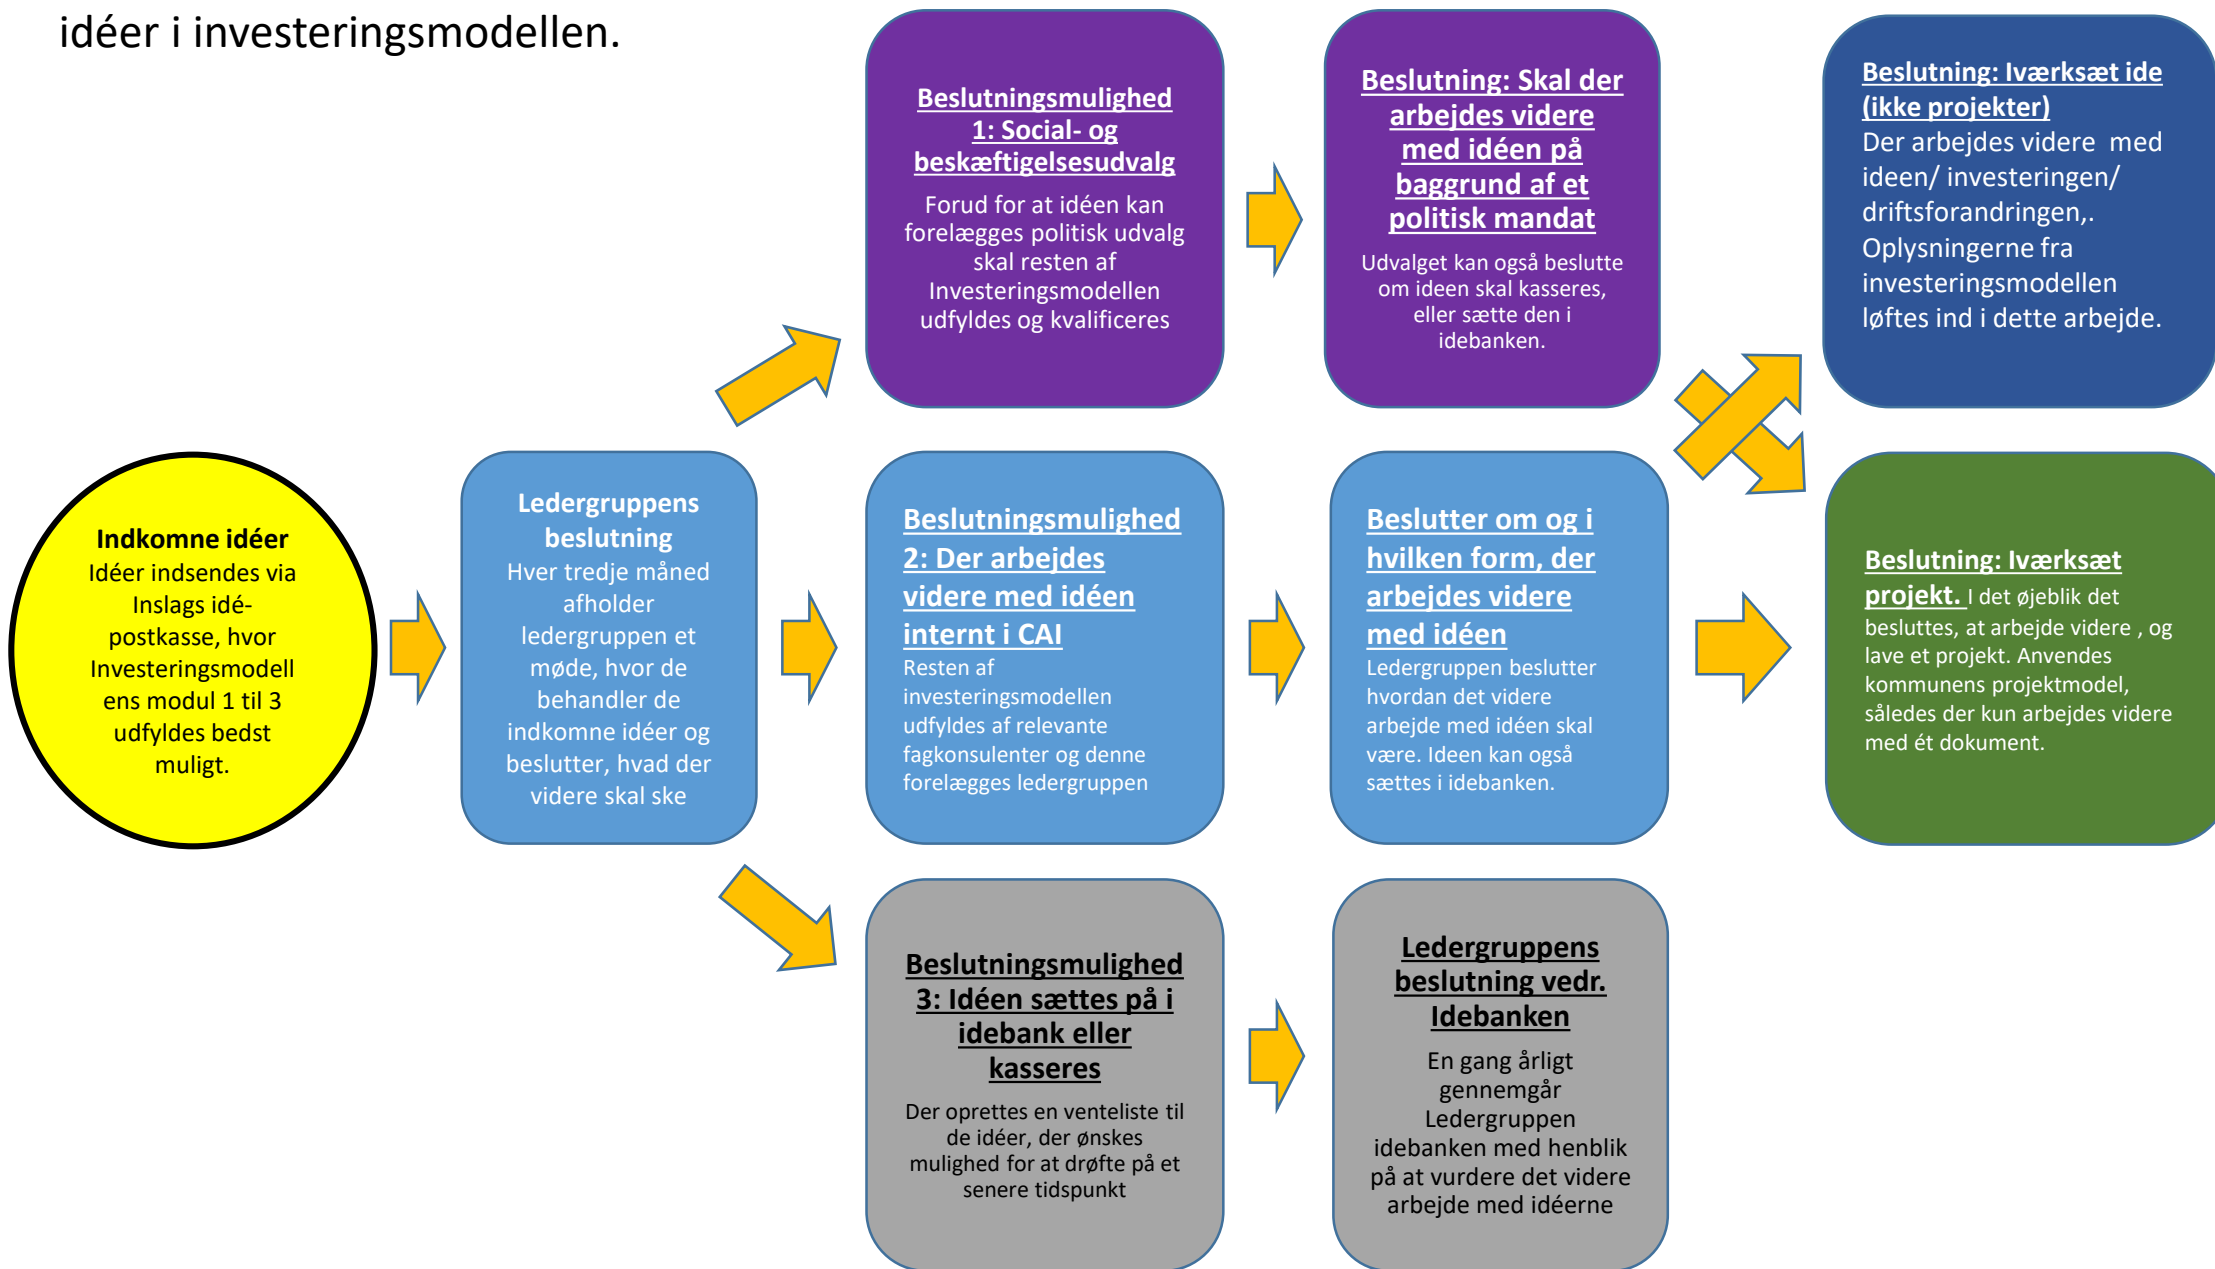 idéer i investeringsmodellen.
Beslutningsmulighed
1: Social- og
beskæftigelsesudvalg
Forud for at idéen kan
forelægges politisk udvalg
skal resten af
Investeringsmodellen
udfyldes og kvalificeres
Beslutning: Skal der
arbejdes videre
med idéen på
baggrund af et
politisk mandat
Udvalget kan også beslutte
om ideen skal kasseres,
eller sætte den i
idebanken.
Beslutning: Iværksæt ide
(ikke projekter)
Der arbejdes videre  med
ideen/ investeringen/
driftsforandringen,.
Oplysningerne fra
investeringsmodellen
løftes ind i dette arbejde.
Indkomne idéer
Idéer indsendes via
Inslags idé-
postkasse, hvor
Investeringsmodell
ens modul 1 til 3
udfyldes bedst
muligt.
Ledergruppens
beslutning
Hver tredje måned
afholder
ledergruppen et
møde, hvor de
behandler de
indkomne idéer og
beslutter, hvad der
videre skal ske
Beslutningsmulighed
2: Der arbejdes
videre med idéen
internt i CAI
Resten af
investeringsmodellen
udfyldes af relevante
fagkonsulenter og denne
forelægges ledergruppen
Beslutter om og i
hvilken form, der
arbejdes videre
med idéen
Ledergruppen beslutter
hvordan det videre
arbejde med idéen skal
være. Ideen kan også
sættes i idebanken.
Beslutning: Iværksæt
projekt. I det øjeblik det
besluttes, at arbejde videre , og
lave et projekt. Anvendes
kommunens projektmodel,
således der kun arbejdes videre
med ét dokument.
Beslutningsmulighed
3: Idéen sættes på i
idebank eller
kasseres
Der oprettes en venteliste til
de idéer, der ønskes
mulighed for at drøfte på et
senere tidspunkt
Ledergruppens
beslutning vedr.
Idebanken
En gang årligt
gennemgår
Ledergruppen
idebanken med henblik
på at vurdere det videre
arbejde med idéerne